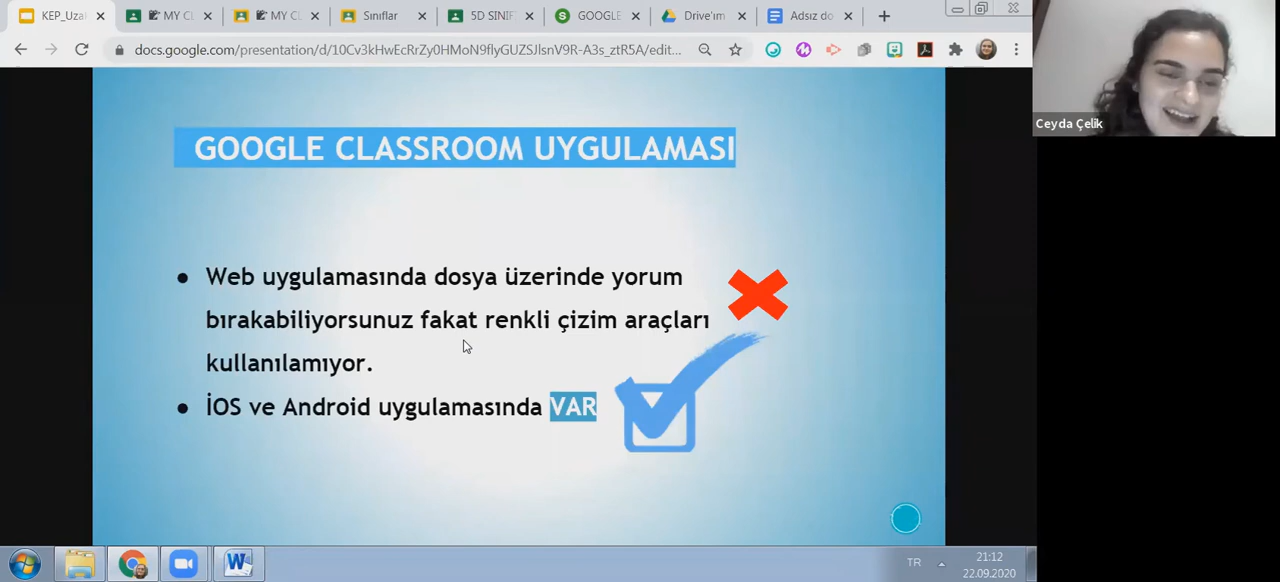 KEP_Uzal
MY CL
MY CL
Sınıflar
5D SINIF
GOOGLE
Drive'ım
Adsız do
docs.google.com/presentation/d/10Cv3kHwEcRrZy0HMoN9flyGUZSJlsnV9R-A3s_ztR5A/edit...
Ceyda Çelik
GOOGLE CLASSROOM UYGULAMASI
● Web uygulamasında dosya üzerinde yorum
bırakabiliyorsunuz fakat renkli çizim araçları
kullanılamıyor.
● İOS ve Android uygulamasında VAR
TR
21:12
22.09.2020